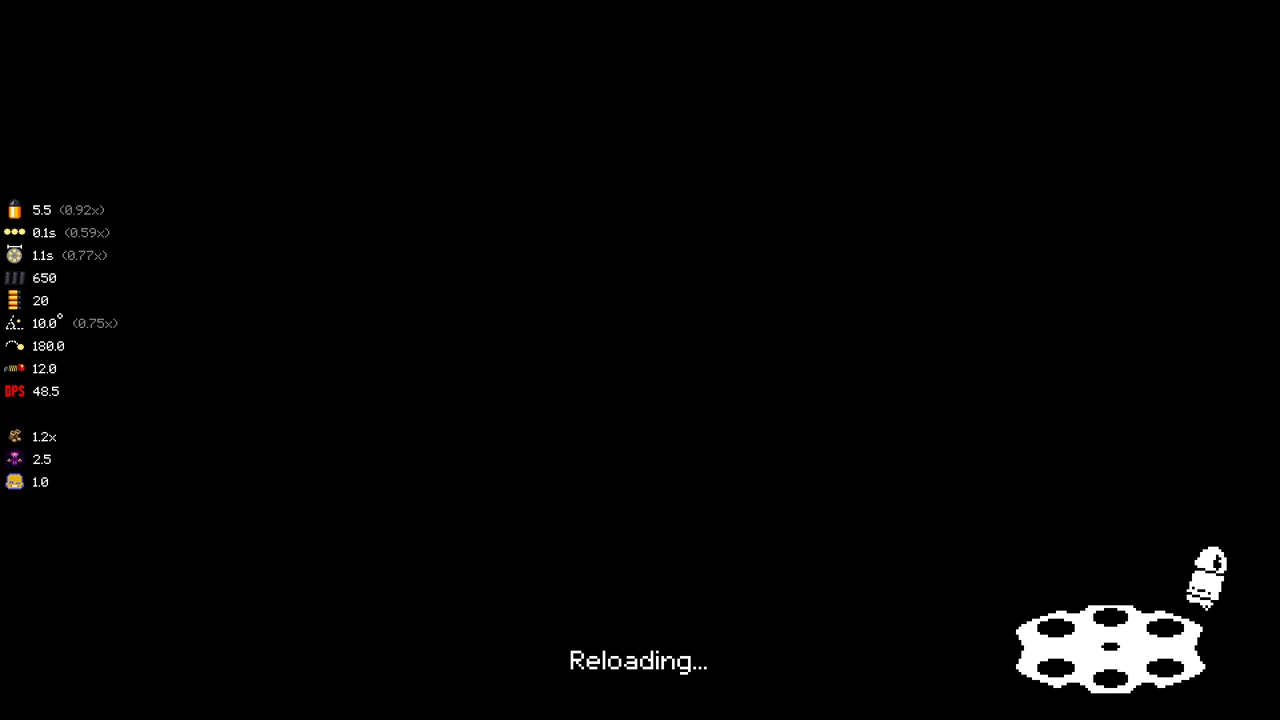 5.5 (0.92x)
0.1s (0.59x)
1.1s (0.77x)
650
20
10.0° (0.75x)
180.0
12.0
DPS 48.5
1.2x
2.5
1.0
Reloading...